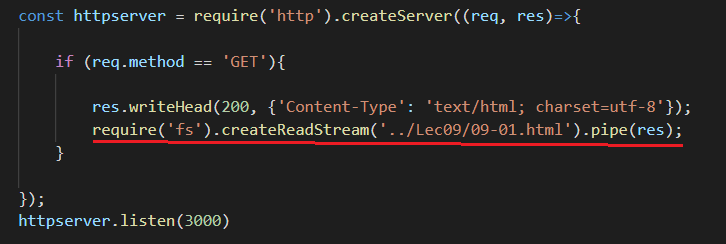 const httpserver = require('http').createServer((req, res)=>{
if (req.method == 'GET'){
res.writeHead(200, {'Content-Type': 'text/html; charset=utf-8'});
require('fs').createReadStream('../Lec09/09-01.html').pipe(res);
}
});
httpserver.listen(3000)